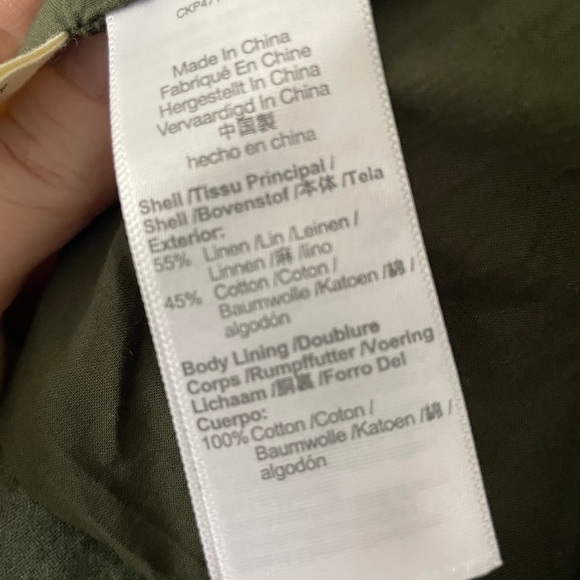 CKP47
Made In China
Fabriqué En Chine
Hergestellt In China
Vervaardigd In China
中国製
hecho en china
Shell /Tissu Principal /
Shell /Bovenstof /本体 /Tela
Exterior:
55% Linen /Lin /Leinen /
Linnen /麻 /lino
45% Cotton /Coton /
Baumwolle /Katoen /綿 /
algodón
Body Lining /Doublure
Corps /Rumpffutter /Voering
Lichaam /胴裏 /Forro Del
Cuerpo:
100% Cotton /Coton /
Baumwolle /Katoen /綿 /
algodón